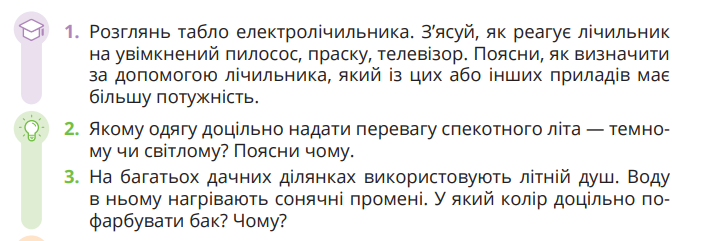 1. Розглянь табло електролічильника. З’ясуй, як реагує лічильник
на увімкнений пилосос, праску, телевізор. Поясни, як визначити
за допомогою лічильника, який із цих або інших приладів має
більшу потужність.
2. Якому одягу доцільно надати перевагу спекотного літа — темно-
му чи світлому? Поясни чому.
3. На багатьох дачних ділянках використовують літній душ. Воду
в ньому нагрівають сонячні промені. У який колір доцільно по-
фарбувати бак? Чому?